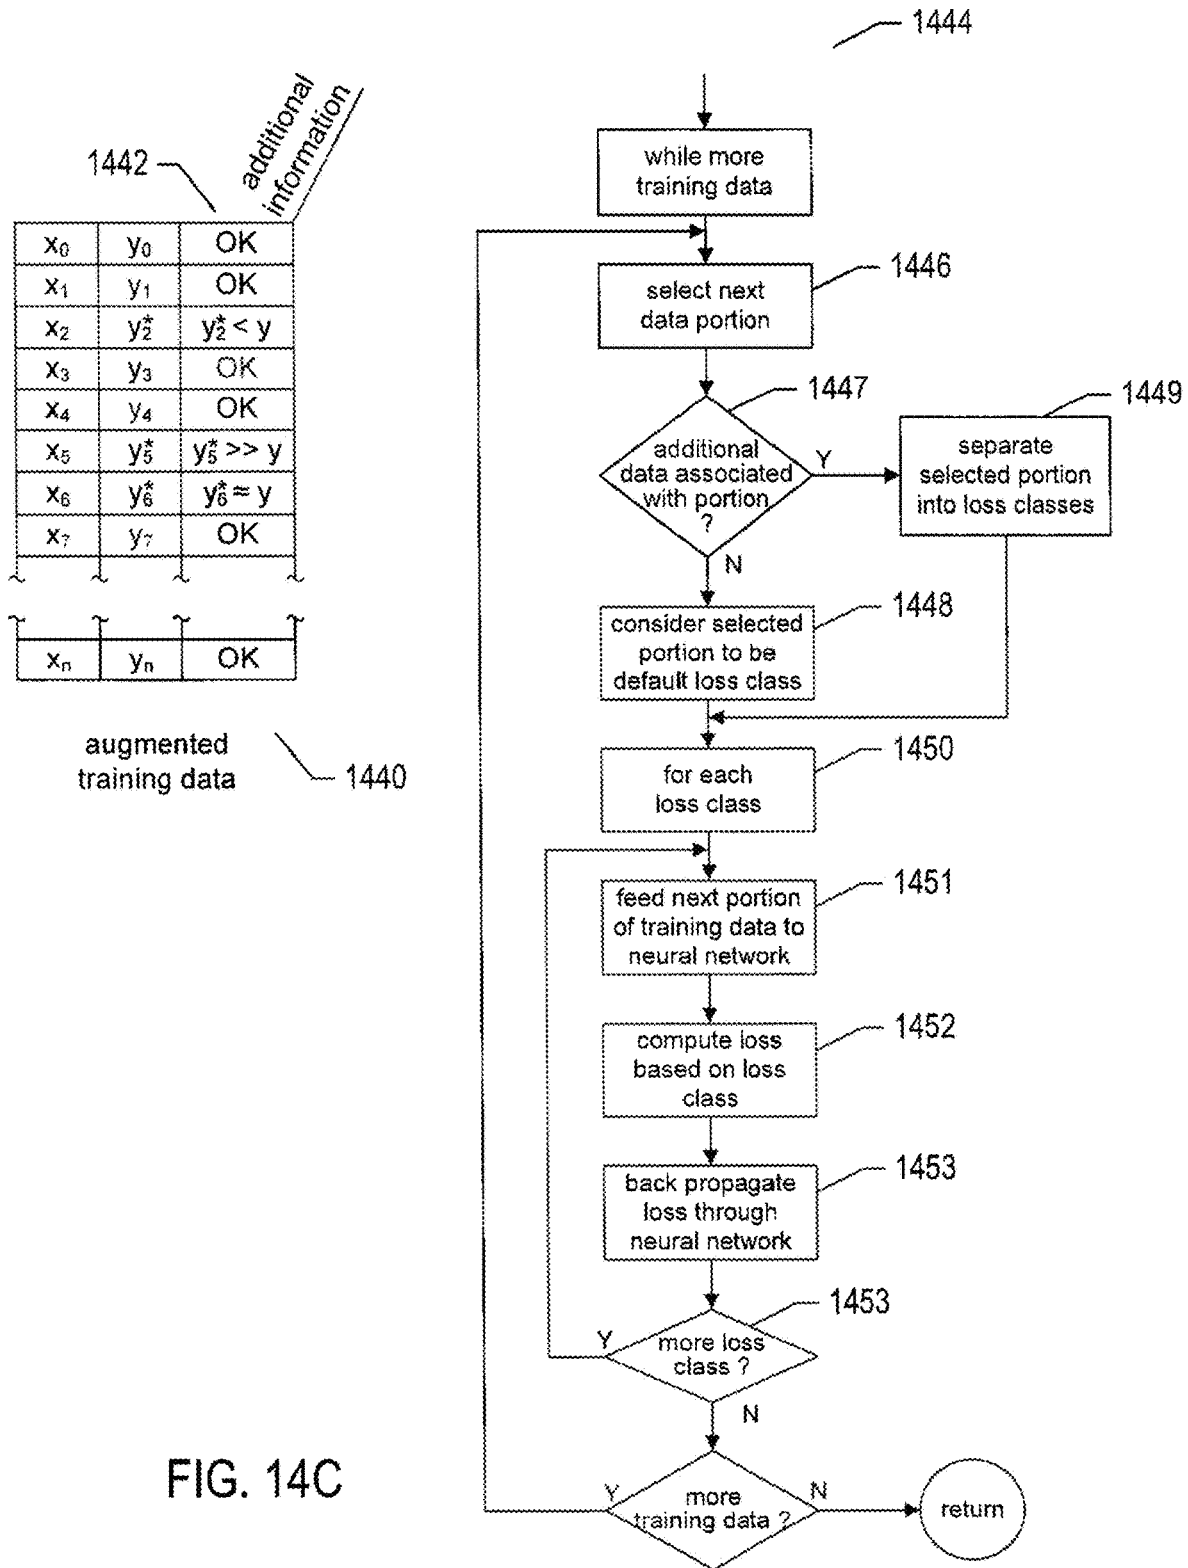 1444
additional
information
1442
x₀ y₀ OK
x₁ y₁ OK
x₂ y₂* y₂* < y
x₃ y₃ OK
x₄ y₄ OK
x₅ y₅* y₅* >> y
x₆ y₆* y₆* ≈ y
x₇ y₇ OK
xₙ yₙ OK
augmented
training data
1440
while more
training data
select next
data portion
1446
additional
data associated
with portion
?
1447
Y
N
separate
selected portion
into loss classes
1449
consider selected
portion to be
default loss class
1448
for each
loss class
1450
feed next portion
of training data to
neural network
1451
compute loss
based on loss
class
1452
back propagate
loss through
neural network
1453
more loss
class ?
1453
Y
N
more
training data ?
Y
N
return
FIG. 14C